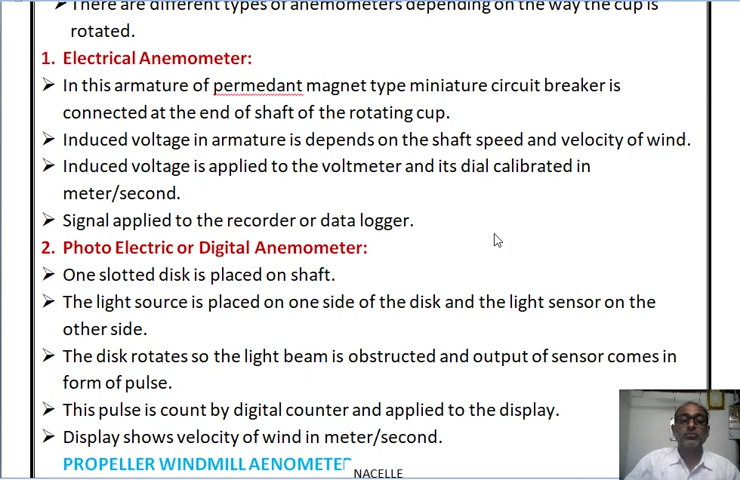 ➤ There are different types of anemometers depending on the way the cup is
rotated.
1. Electrical Anemometer:
➤ In this armature of permedant magnet type miniature circuit breaker is
connected at the end of shaft of the rotating cup.
➤ Induced voltage in armature is depends on the shaft speed and velocity of wind.
➤ Induced voltage is applied to the voltmeter and its dial calibrated in
meter/second.
➤ Signal applied to the recorder or data logger.
2. Photo Electric or Digital Anemometer:
➤ One slotted disk is placed on shaft.
➤ The light source is placed on one side of the disk and the light sensor on the
other side.
➤ The disk rotates so the light beam is obstructed and output of sensor comes in
form of pulse.
➤ This pulse is count by digital counter and applied to the display.
➤ Display shows velocity of wind in meter/second.
PROPELLER WINDMILL AENOMETER
NACELLE